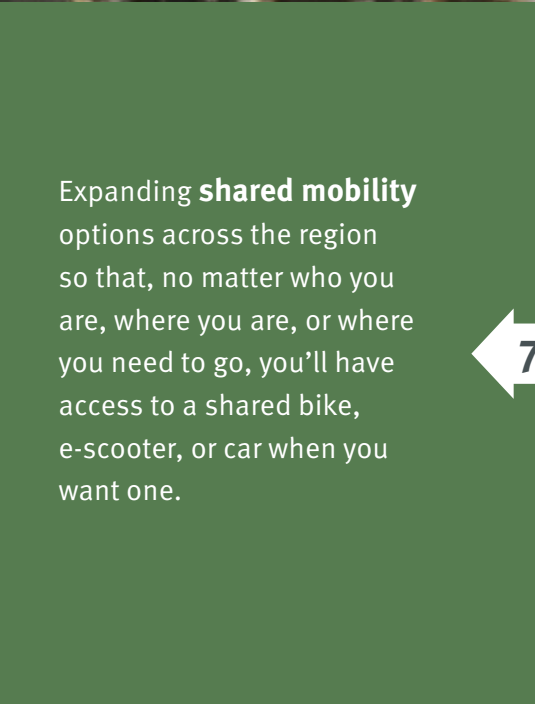 Expanding shared mobility
options across the region
so that, no matter who you
are, where you are, or where
you need to go, you’ll have
access to a shared bike,
e-scooter, or car when you
want one.
7